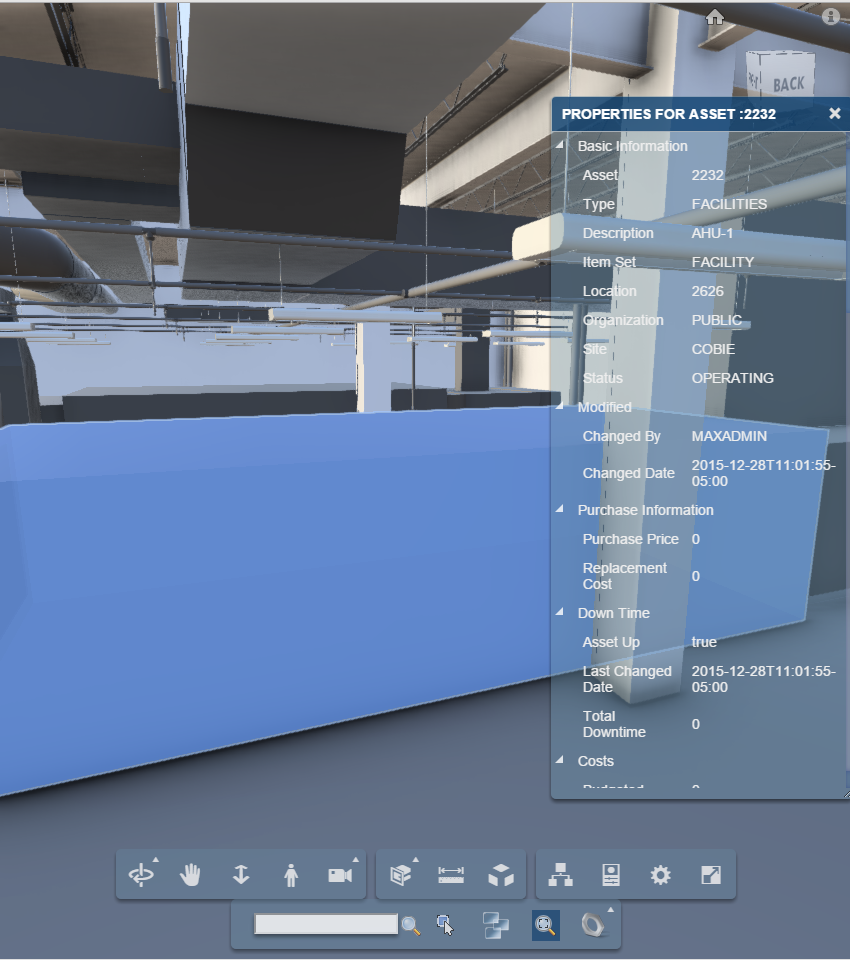 BACK
PROPERTIES FOR ASSET :2232
Basic Information
Asset 2232
Type FACILITIES
Description AHU-1
Item Set FACILITY
Location 2626
Organization PUBLIC
Site COBIE
Status OPERATING
Modified
Changed By MAXADMIN
Changed Date 2015-12-28T11:01:55-
05:00
Purchase Information
Purchase Price 0
Replacement
Cost 0
Down Time
Asset Up true
Last Changed
Date 2015-12-28T11:01:55-
05:00
Total
Downtime 0
Costs
Budgeted 0